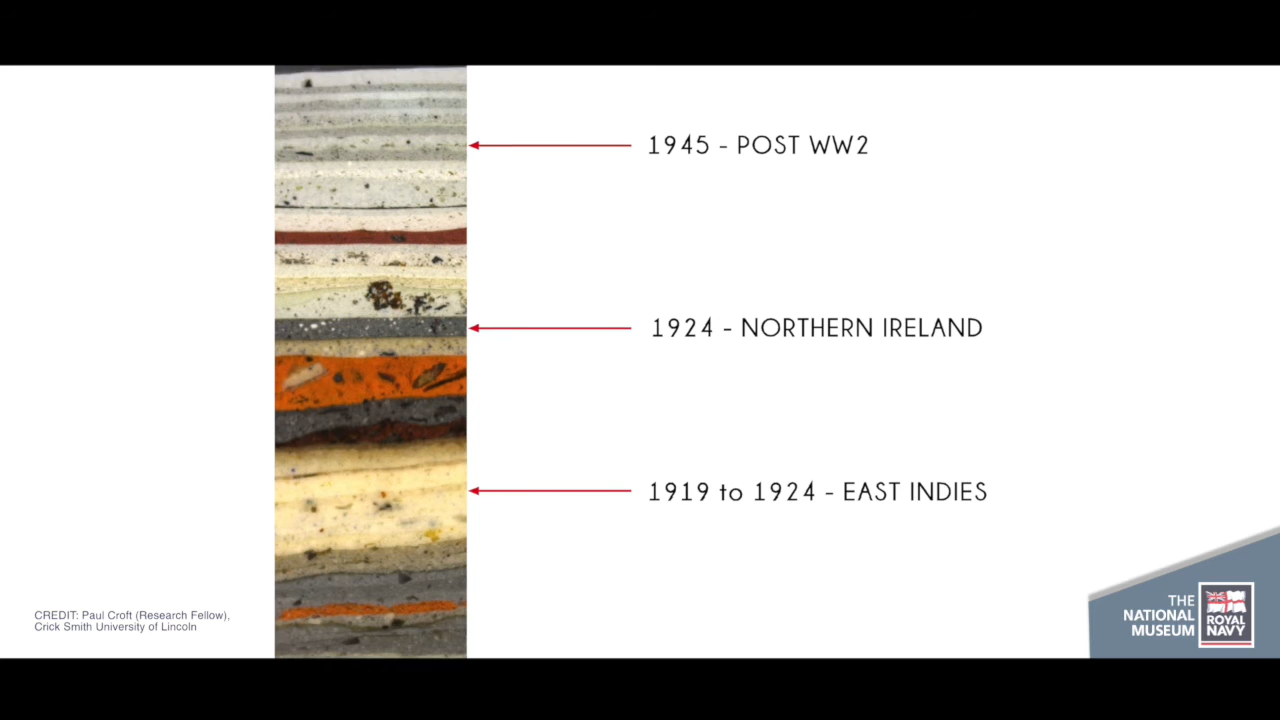 1945 - POST WW2
1924 - NORTHERN IRELAND
1919 to 1924 - EAST INDIES
CREDIT: Paul Croft (Research Fellow),
Crick Smith University of Lincoln
THE
NATIONAL
MUSEUM
ROYAL
NAVY